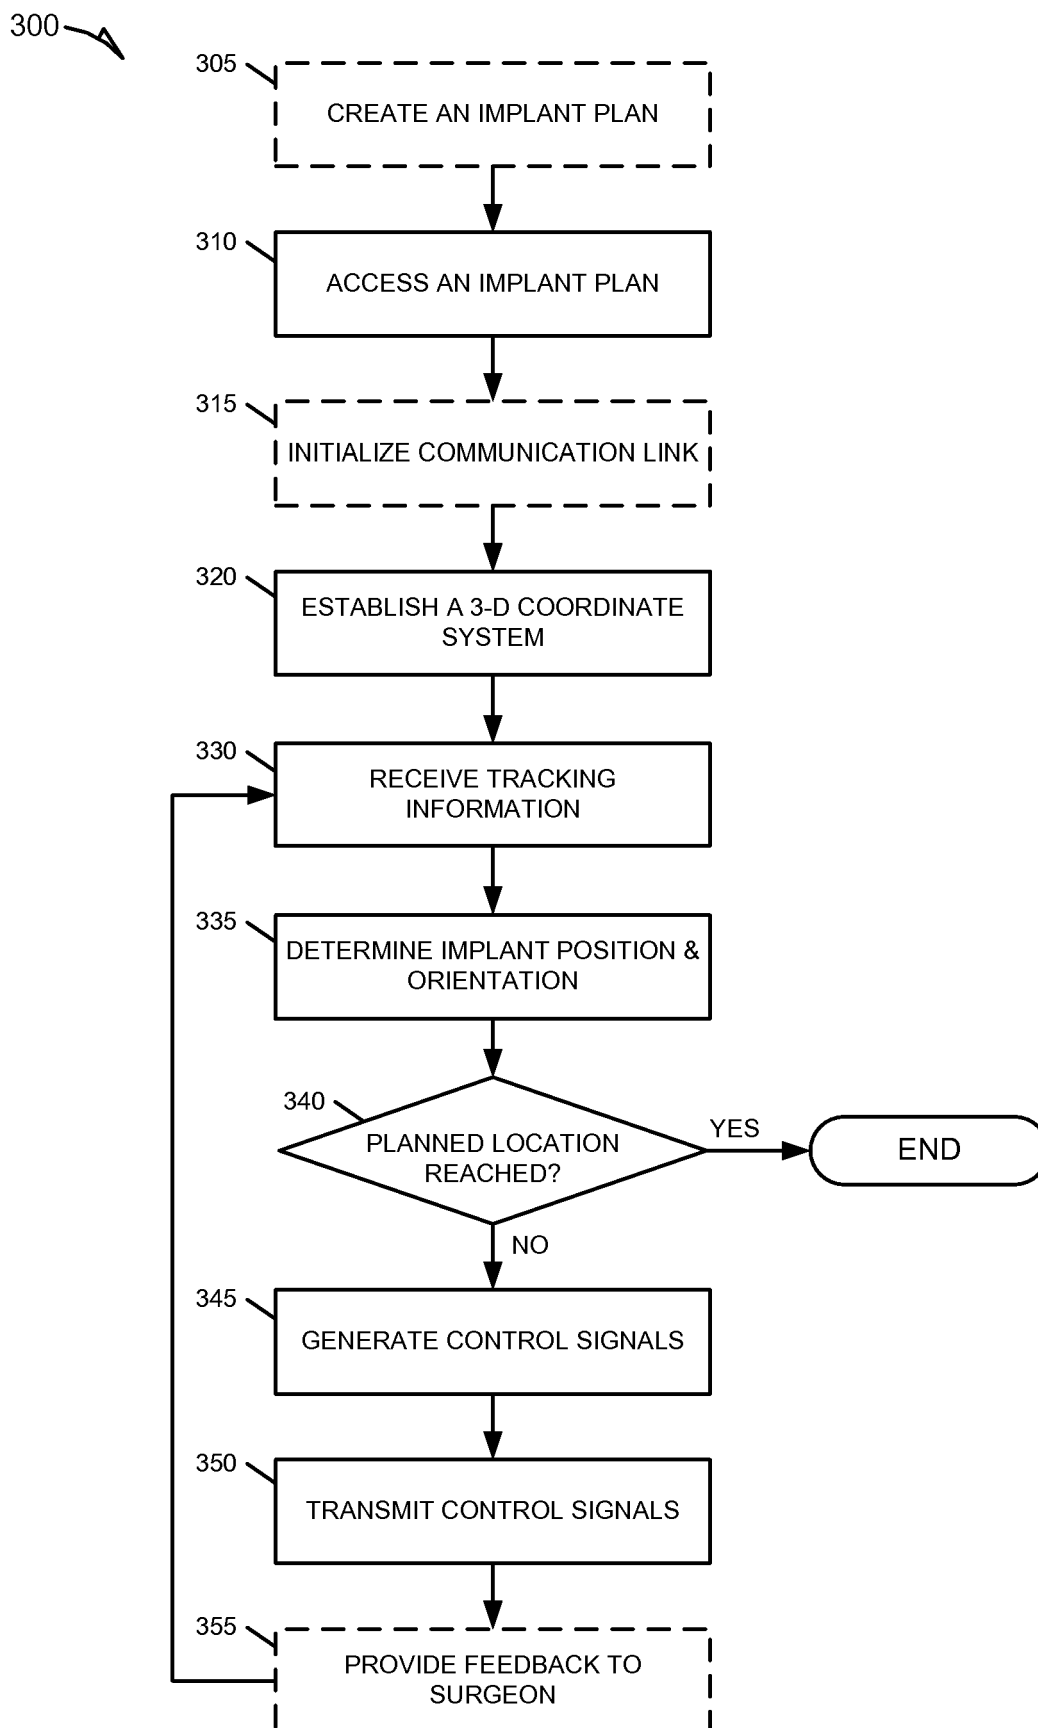 300
305
CREATE AN IMPLANT PLAN
310
ACCESS AN IMPLANT PLAN
315
INITIALIZE COMMUNICATION LINK
320
ESTABLISH A 3-D COORDINATE
SYSTEM
330
RECEIVE TRACKING
INFORMATION
335
DETERMINE IMPLANT POSITION &
ORIENTATION
340
PLANNED LOCATION
REACHED?
YES
END
NO
345
GENERATE CONTROL SIGNALS
350
TRANSMIT CONTROL SIGNALS
355
PROVIDE FEEDBACK TO
SURGEON